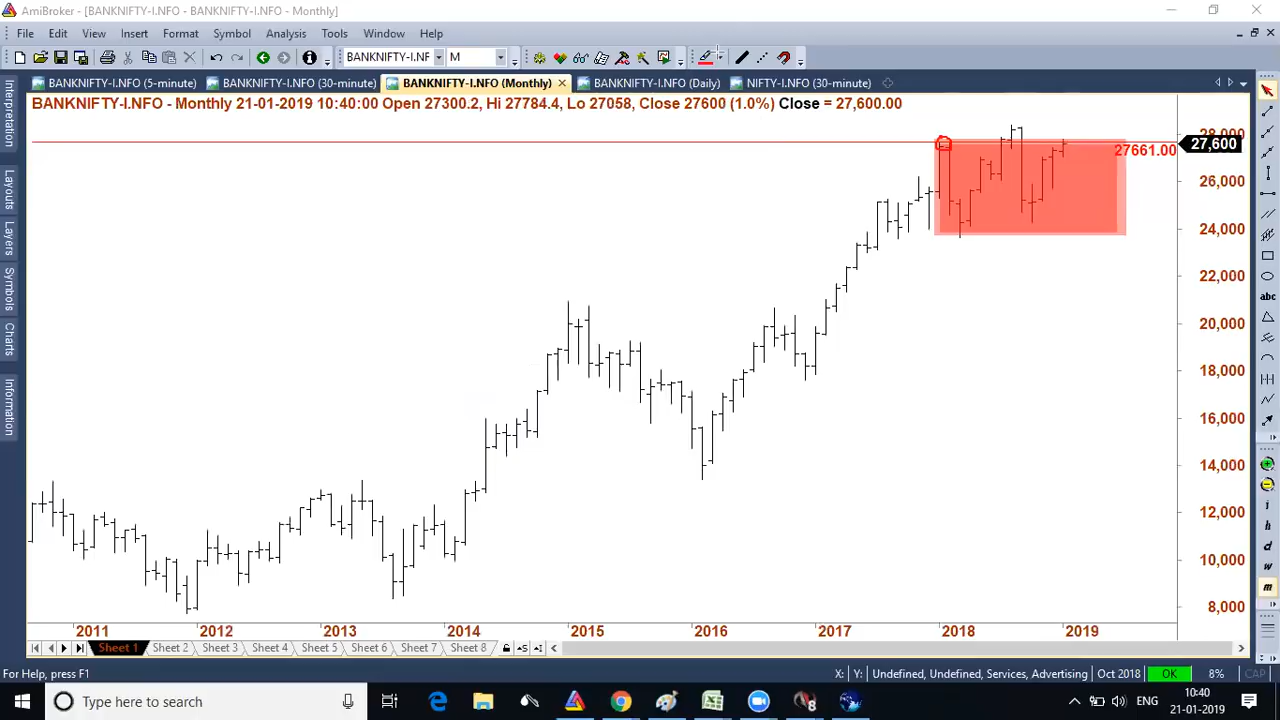 AmiBroker - [BANKNIFTY-I.NFO - BANKNIFTY-I.NFO - Monthly]
File Edit View Insert Format Symbol Analysis Tools Window Help
BANKNIFTY-I.NF M
BANKNIFTY-I.NFO (5-minute) BANKNIFTY-I.NFO (30-minute) BANKNIFTY-I.NFO (Monthly) BANKNIFTY-I.NFO (Daily) NIFTY-I.NFO (30-minute)
BANKNIFTY-I.NFO - Monthly 21-01-2019 10:40:00 Open 27300.2, Hi 27784.4, Lo 27058, Close 27600 (1.0%) Close = 27,600.00
28,000
27,600
27661.00
26,000
24,000
22,000
20,000
18,000
16,000
14,000
12,000
10,000
8,000
2011 2012 2013 2014 2015 2016 2017 2018 2019
Interpretation
Layouts
Layers
Symbols
Charts
Information
abc
i
h
d
w
m
Sheet 1 Sheet 2 Sheet 3 Sheet 4 Sheet 5 Sheet 6 Sheet 7 Sheet 8
For Help, press F1
X: Y: Undefined, Undefined, Services, Advertising Oct 2018 OK 8% CAP
Type here to search
ENG
10:40
21-01-2019